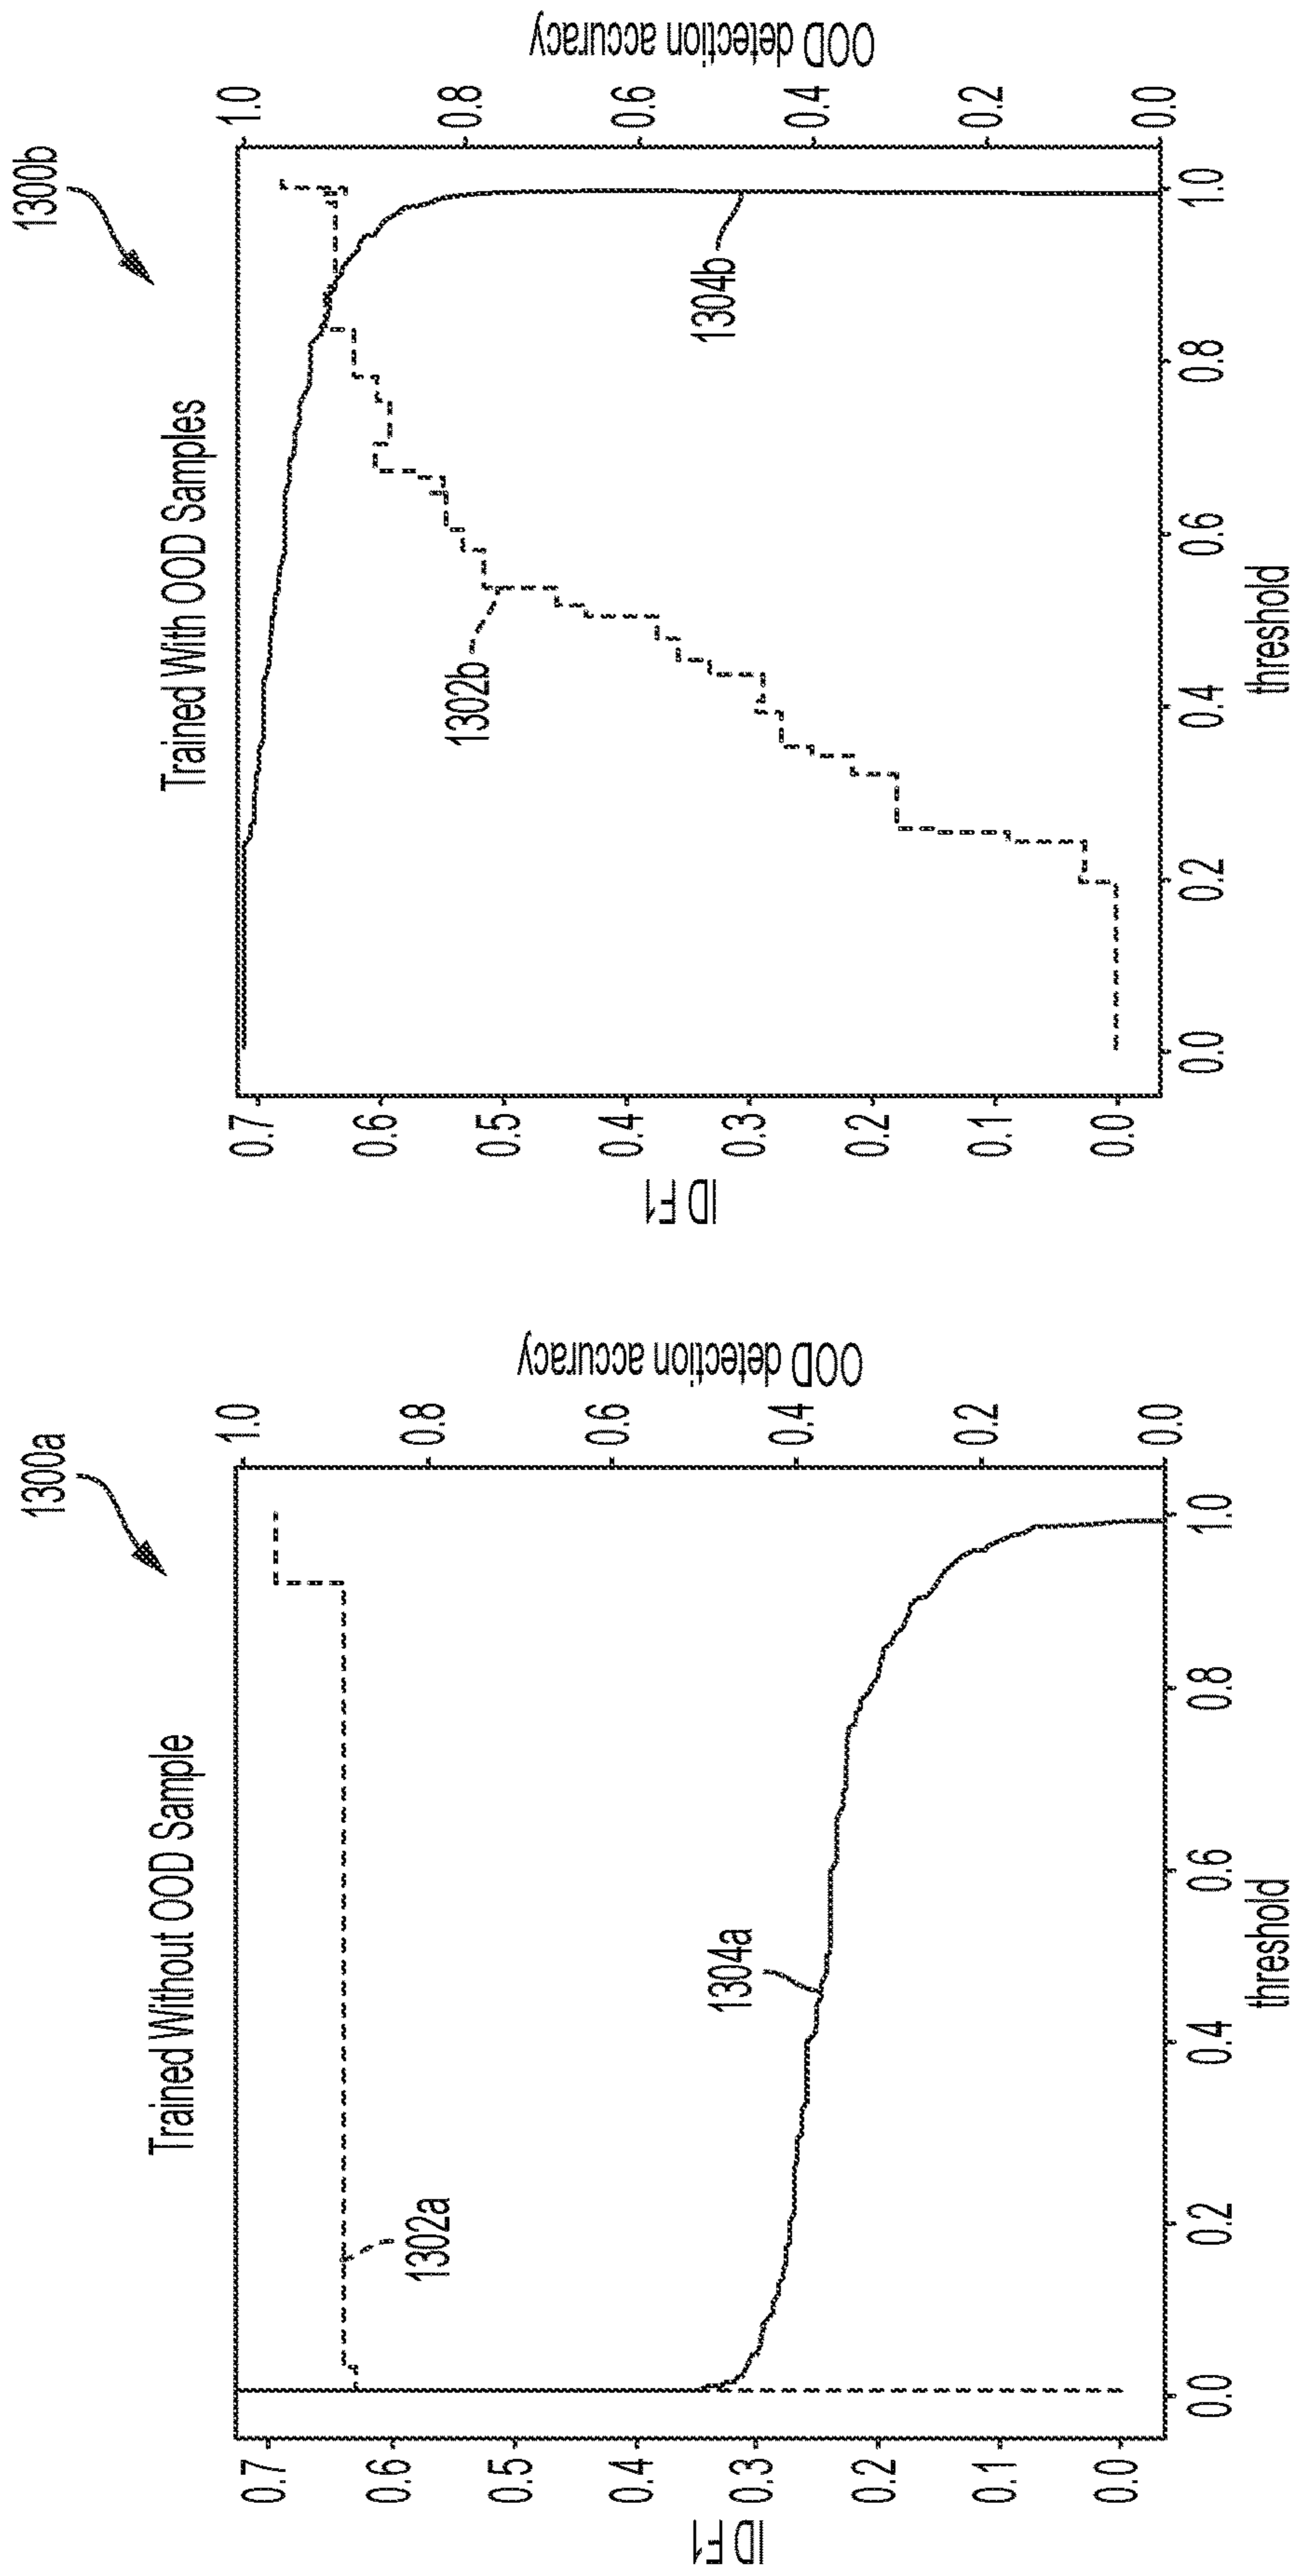 1300a
Trained Without OOD Sample
0.7
0.6
0.5
0.4
0.3
0.2
0.1
0.0
ID F1
1302a
1304a
0.0
0.2
0.4
0.6
0.8
1.0
threshold
1.0
0.8
0.6
0.4
0.2
0.0
OOD detection accuracy
1300b
Trained With OOD Samples
0.7
0.6
0.5
0.4
0.3
0.2
0.1
0.0
ID F1
1302b
1304b
0.0
0.2
0.4
0.6
0.8
1.0
threshold
1.0
0.8
0.6
0.4
0.2
0.0
OOD detection accuracy